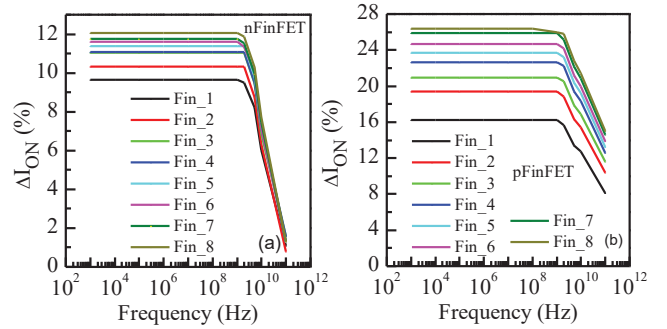 nFinFET
12
10
8
6
4
2
0
ΔI_ON (%)
Fin_1
Fin_2
Fin_3
Fin_4
Fin_5
Fin_6
Fin_7
Fin_8
(a)
10^2 10^4 10^6 10^8 10^10 10^12
Frequency (Hz)
28
24
20
16
12
8
4
0
ΔI_ON (%)
Fin_1
Fin_2
Fin_3
Fin_4
Fin_5
Fin_6
pFinFET
Fin_7
Fin_8
(b)
10^2 10^4 10^6 10^8 10^10 10^12
Frequency (Hz)